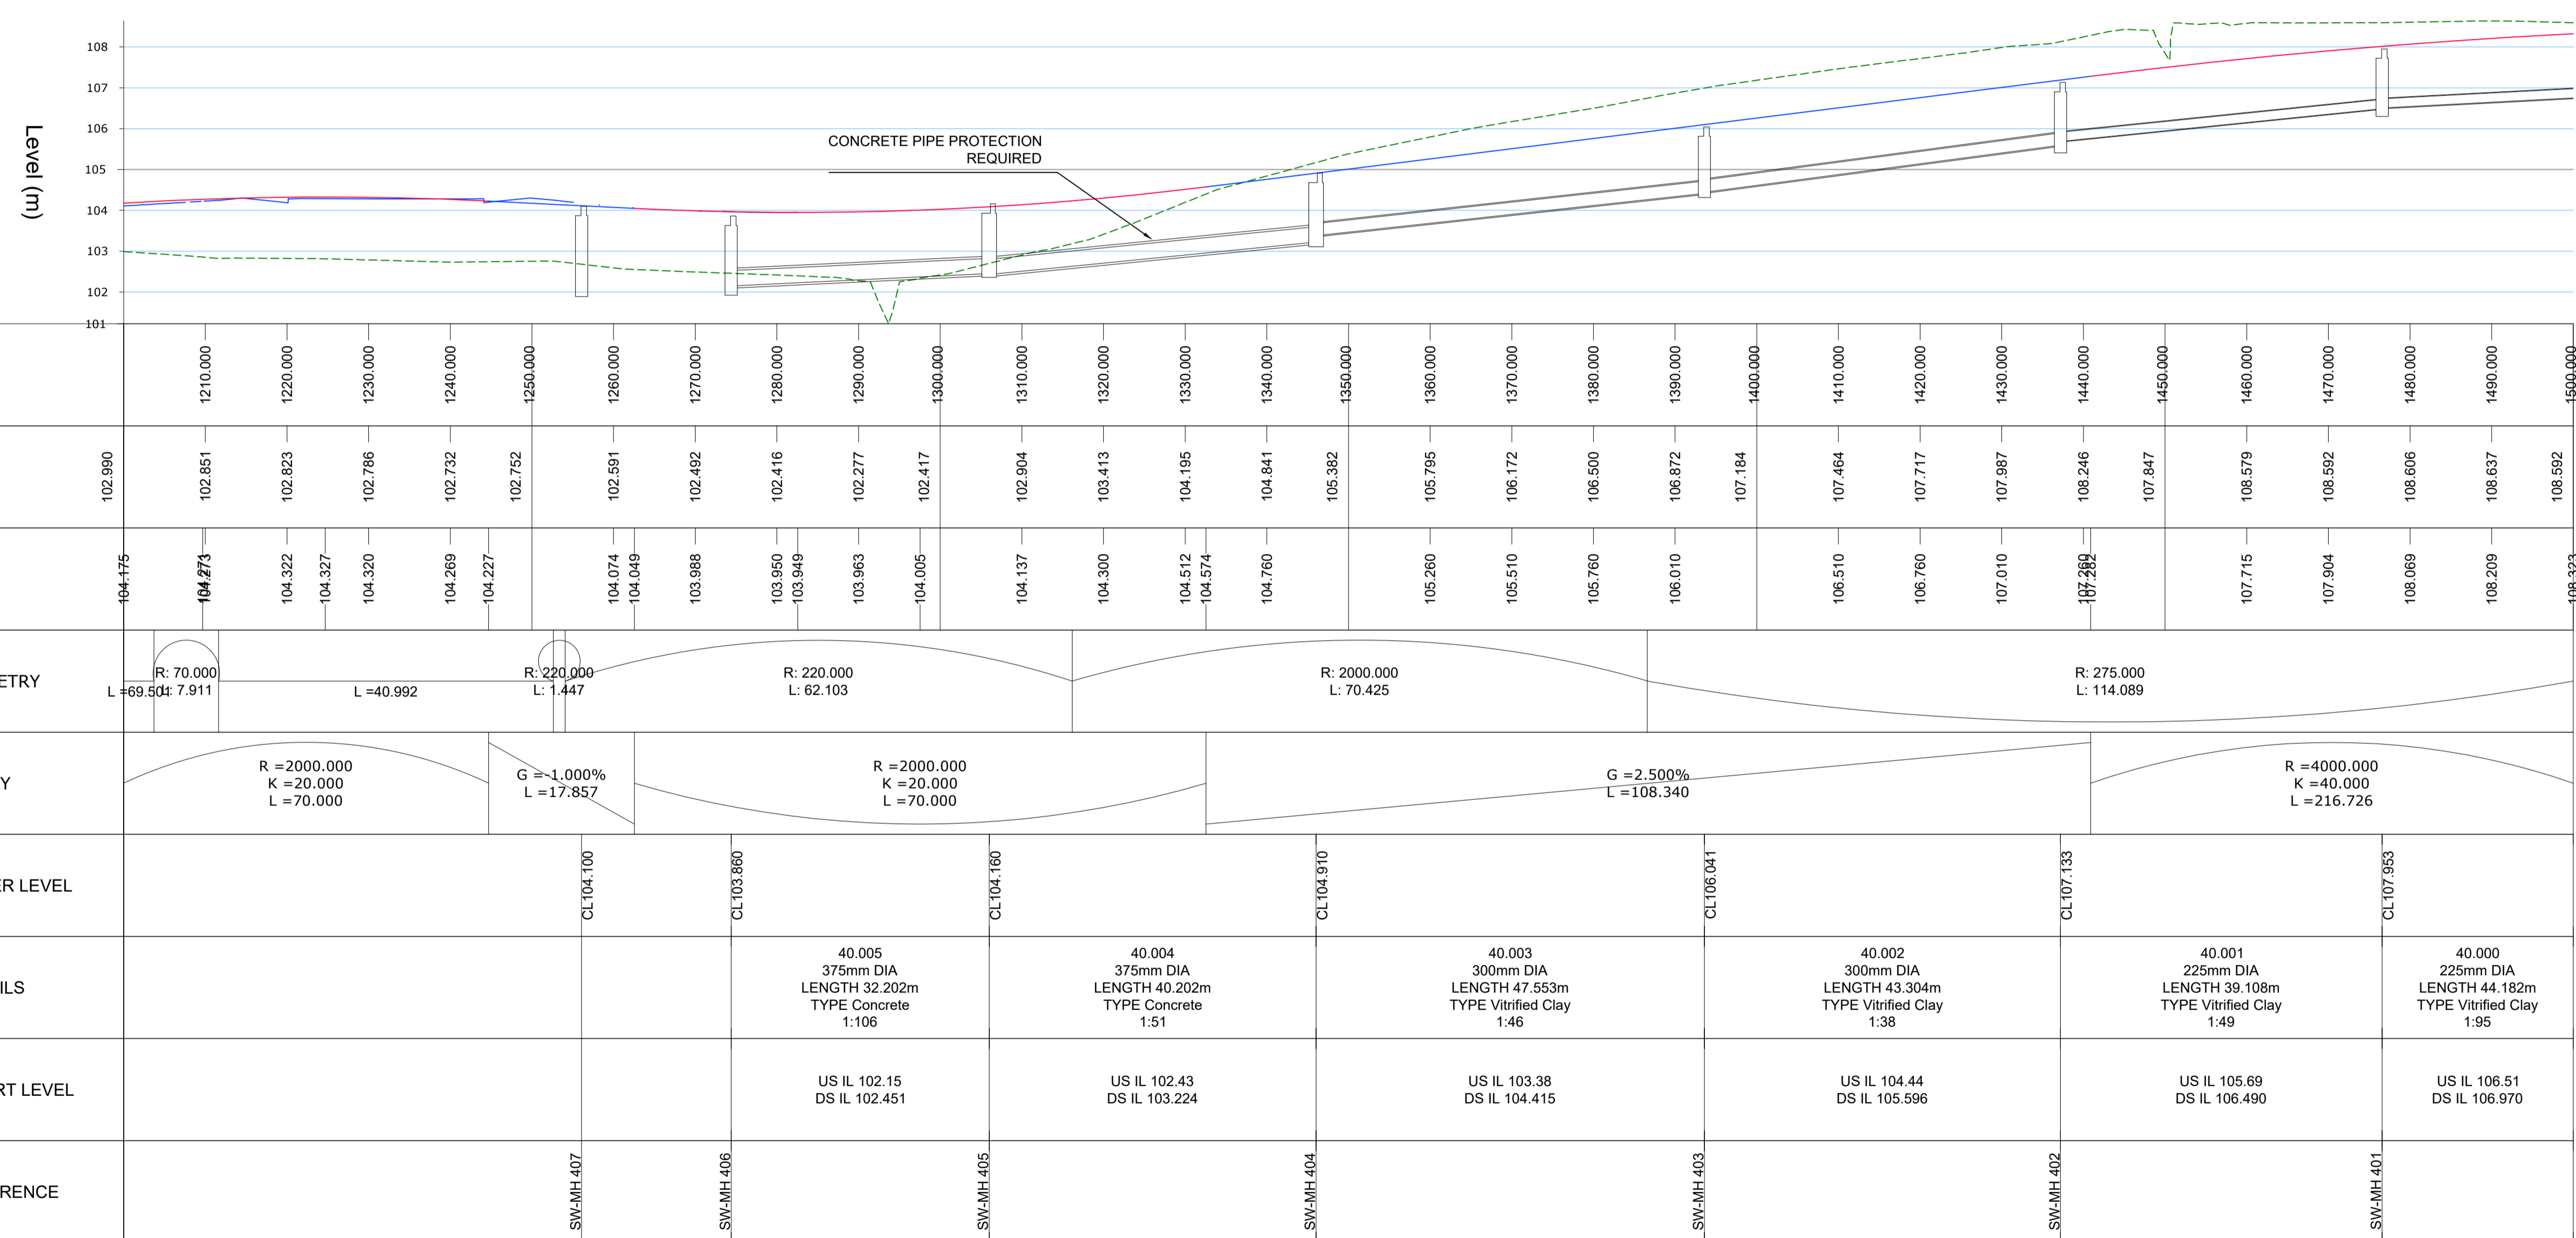 108
107
106
105
104
103
102
101
Level (m)
CONCRETE PIPE PROTECTION
REQUIRED
1210.000
1220.000
1230.000
1240.000
1250.000
1260.000
1270.000
1280.000
1290.000
1300.000
1310.000
1320.000
1330.000
1340.000
1350.000
1360.000
1370.000
1380.000
1390.000
1400.000
1410.000
1420.000
1430.000
1440.000
1450.000
1460.000
1470.000
1480.000
1490.000
1500.000
102.990
102.851
102.823
102.786
102.732
102.752
102.591
102.492
102.416
102.277
102.417
102.904
103.413
104.195
104.841
105.382
105.795
106.172
106.500
106.872
107.184
107.464
107.717
107.987
108.246
107.847
108.579
108.592
108.606
108.637
108.592
104.175
104.273
104.322
104.327
104.320
104.269
104.227
104.074
104.049
103.988
103.950
103.949
103.963
104.005
104.137
104.300
104.512
104.574
104.760
105.260
105.510
105.760
106.010
106.510
106.760
107.010
107.260
107.282
107.715
107.904
108.069
108.209
108.323
ETRY
L =69.501
R: 70.000
L: 7.911
L =40.992
R: 220.000
L: 1.447
R: 220.000
L: 62.103
R: 2000.000
L: 70.425
R: 275.000
L: 114.089
Y
R =2000.000
K =20.000
L =70.000
G =-1.000%
L =17.857
R =2000.000
K =20.000
L =70.000
G =2.500%
L =108.340
R =4000.000
K =40.000
L =216.726
ER LEVEL
CL104.100
CL103.860
CL104.160
CL104.910
CL106.041
CL107.133
CL107.953
ILS
40.005
375mm DIA
LENGTH 32.202m
TYPE Concrete
1:106
40.004
375mm DIA
LENGTH 40.202m
TYPE Concrete
1:51
40.003
300mm DIA
LENGTH 47.553m
TYPE Vitrified Clay
1:46
40.002
300mm DIA
LENGTH 43.304m
TYPE Vitrified Clay
1:38
40.001
225mm DIA
LENGTH 39.108m
TYPE Vitrified Clay
1:49
40.000
225mm DIA
LENGTH 44.182m
TYPE Vitrified Clay
1:95
RT LEVEL
US IL 102.15
DS IL 102.451
US IL 102.43
DS IL 103.224
US IL 103.38
DS IL 104.415
US IL 104.44
DS IL 105.596
US IL 105.69
DS IL 106.490
US IL 106.51
DS IL 106.970
RENCE
SW-MH 407
SW-MH 406
SW-MH 405
SW-MH 404
SW-MH 403
SW-MH 402
SW-MH 401